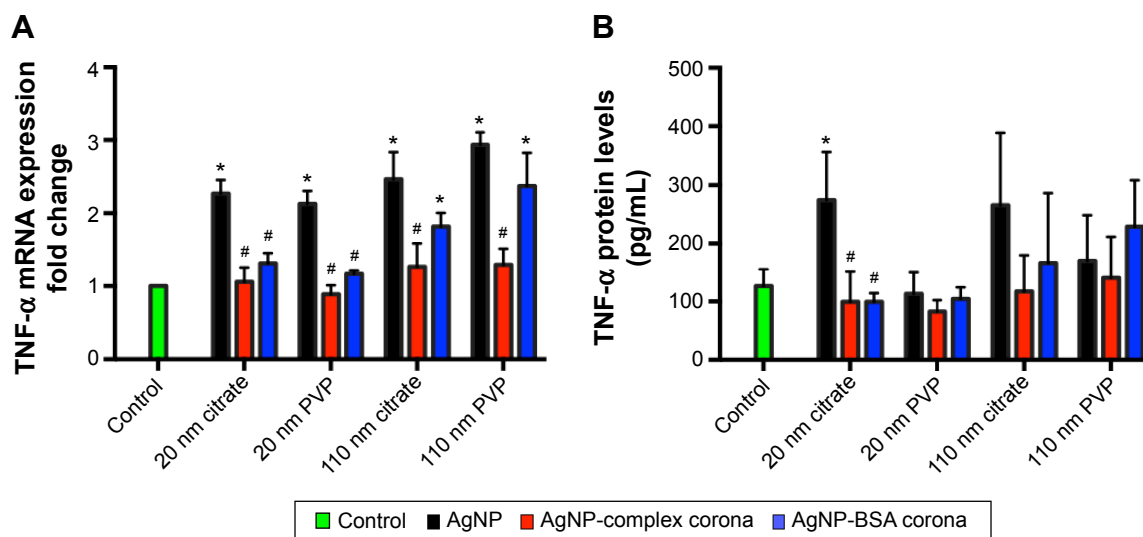 A
TNF-α mRNA expression
fold change
4
3
2
1
0
* * * * * *
# # # # # #
Control
20 nm citrate
20 nm PVP
110 nm citrate
110 nm PVP
B
TNF-α protein levels
(pg/mL)
500
400
300
200
100
0
*
# #
Control
20 nm citrate
20 nm PVP
110 nm citrate
110 nm PVP
Control AgNP AgNP-complex corona AgNP-BSA corona